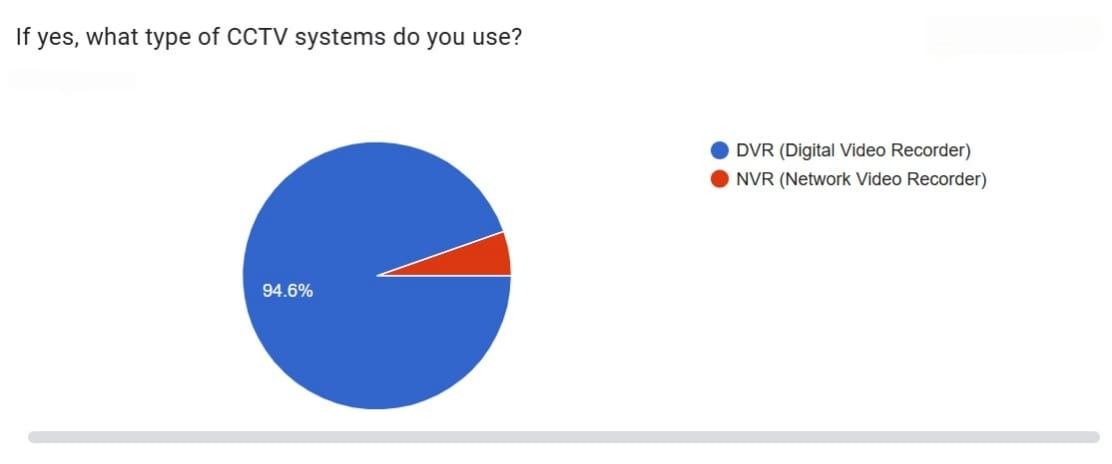 If yes, what type of CCTV systems do you use?
DVR (Digital Video Recorder)
NVR (Network Video Recorder)
94.6%